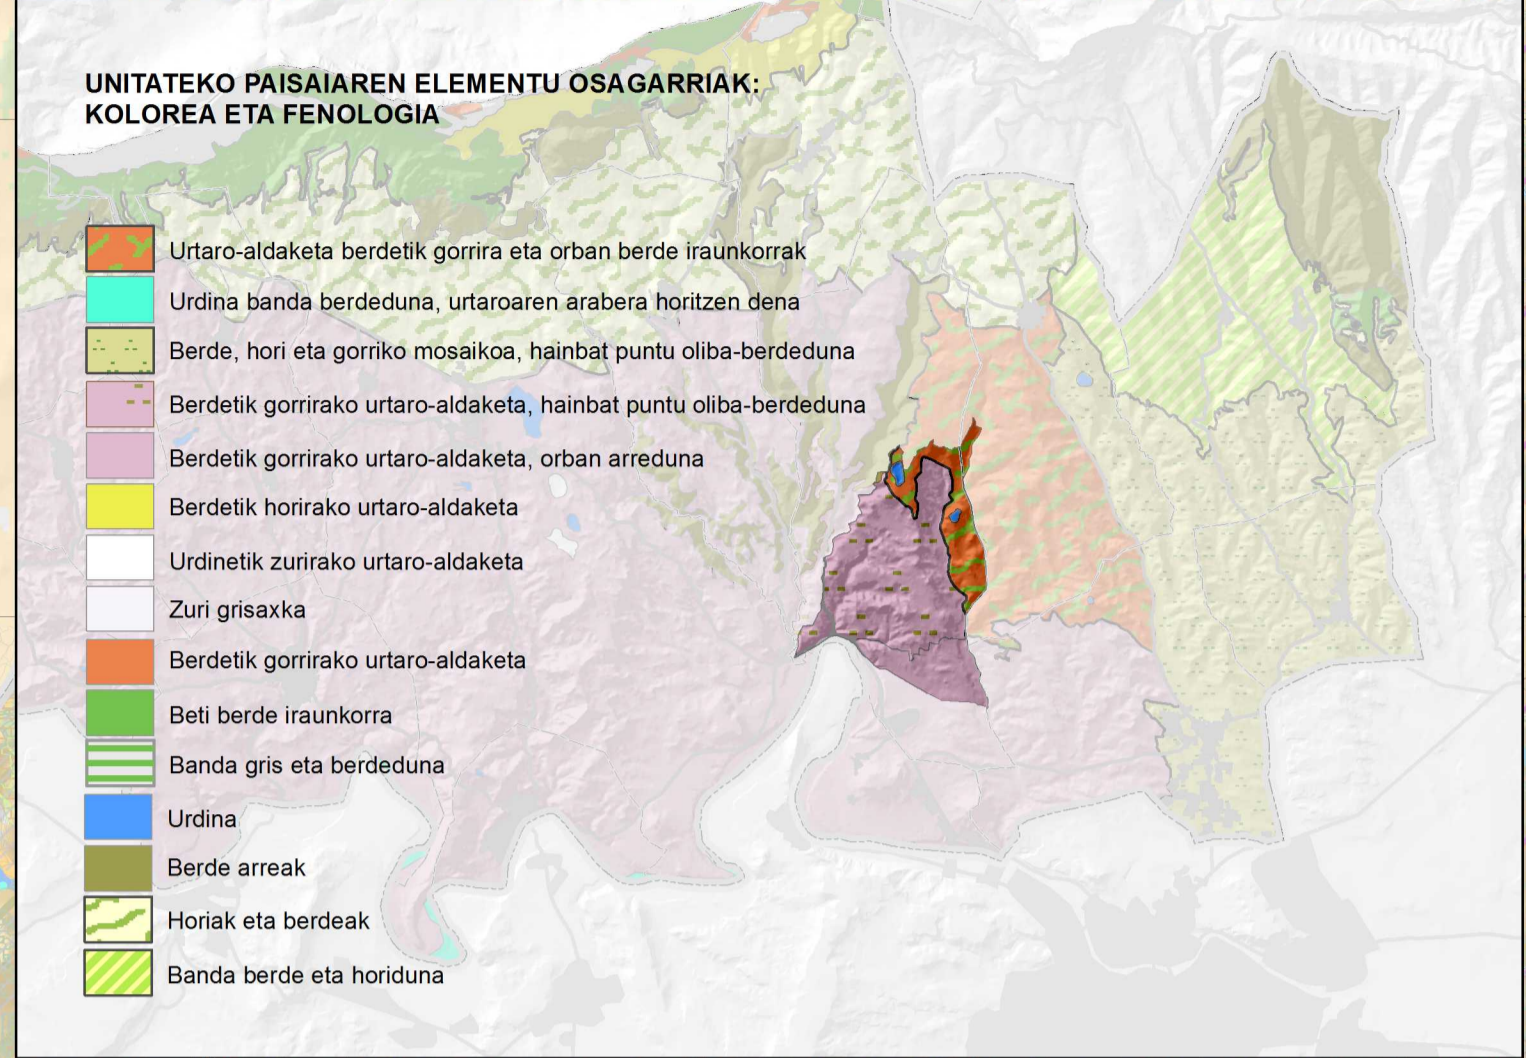 UNITATEKO PAISAIAREN ELEMENTU OSAGARRIAK:
KOLOREA ETA FENOLOGIA
Urtaro-aldaketa berdetik gorrira eta orban berde iraunkorrak
Urdina banda berdeduna, urtaroaren arabera horitzen dena
Berde, hori eta gorriko mosaikoa, hainbat puntu oliba-berdeduna
Berdetik gorrirako urtaro-aldaketa, hainbat puntu oliba-berdeduna
Berdetik gorrirako urtaro-aldaketa, orban arreduna
Berdetik horirako urtaro-aldaketa
Urdinetik zurirako urtaro-aldaketa
Zuri grisaxka
Berdetik gorrirako urtaro-aldaketa
Beti berde iraunkorra
Banda gris eta berdeduna
Urdina
Berde arreak
Horiak eta berdeak
Banda berde eta horiduna